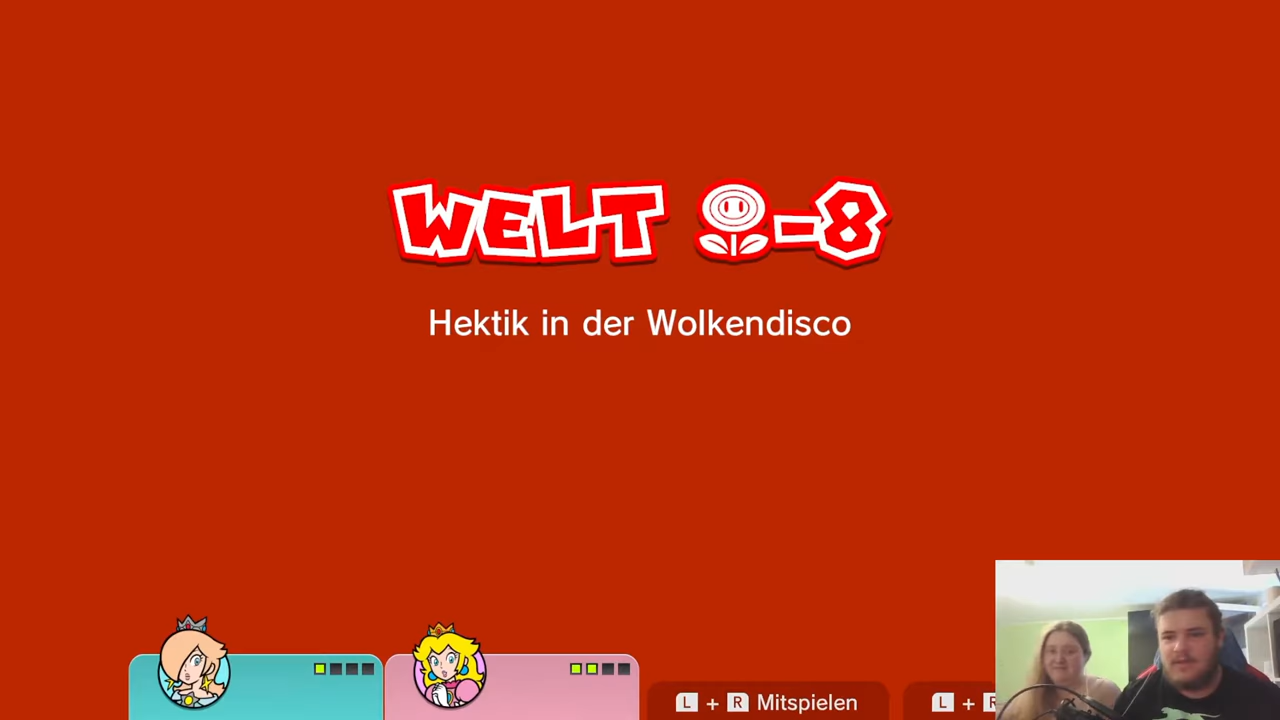 WELT -8
Hektik in der Wolkendisco
L + R Mitspielen
L + R